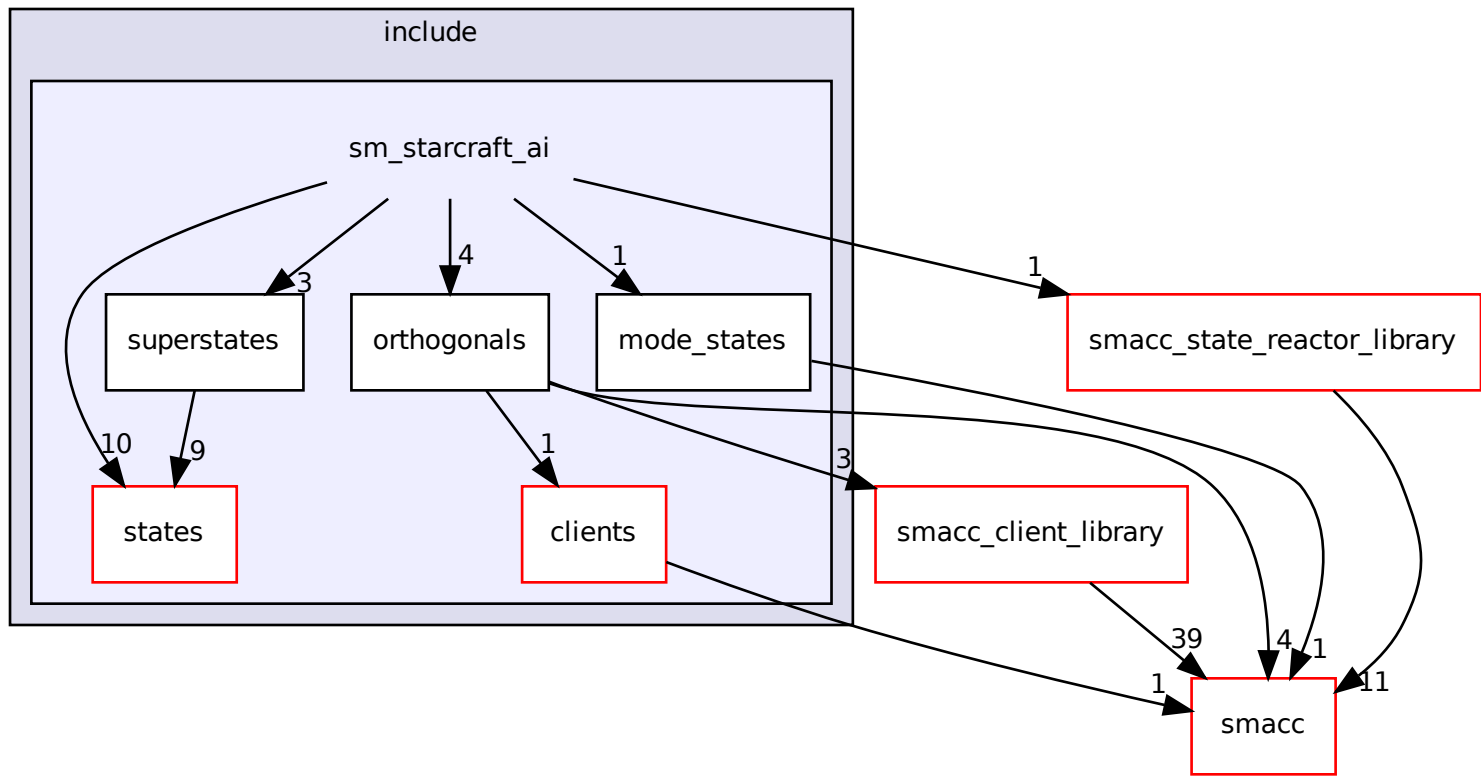 include
sm_starcraft_ai
1
3
4
1
superstates
orthogonals
mode_states
smacc_state_reactor_library
10
9
1
3
states
clients
smacc_client_library
39
4
1
1
11
smacc